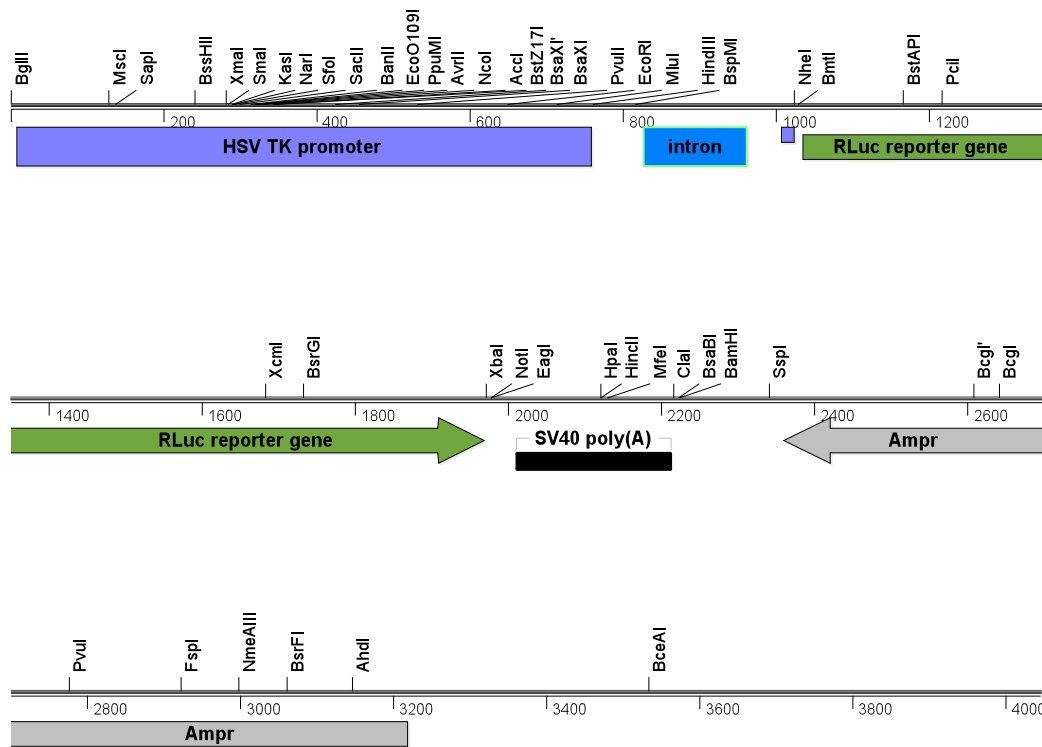 BglII MscI SapI BssHII XmaI SmaI KasI NarI SfoI SacII BanII EcoO109I PpuMI AvrII NcoI AccI BstZ17I BsaXI' BsaXI PvuII EcoRI MluI HindIII BspMI NheI BmtI BstAPI PciI
200 400 600 800 1000 1200
HSV TK promoter intron RLuc reporter gene
XcmI BsrGI XbaI NotI EagI HpaI HincII MfeI ClaI BsaBI BamHI SspI BcgI' BcgI
1400 1600 1800 2000 2200 2400 2600
RLuc reporter gene SV40 poly(A) Ampr
PvuI FspI NmeAIII BsrFI AhdI BceAI
2800 3000 3200 3400 3600 3800 4000
Ampr